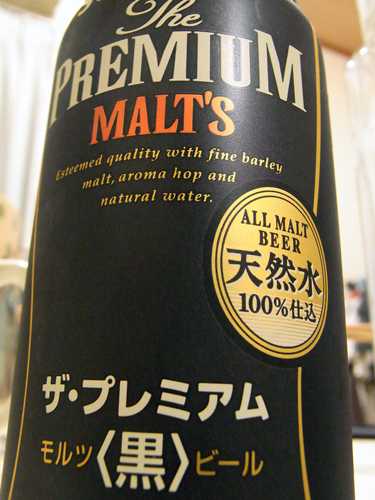 The
PREMIUM
MALT'S
Esteemed quality with fine barley
malt, aroma hop and
natural water.
ALL MALT
BEER
天然水
100%仕込
ザ・プレミアム
モルツ〈黒〉ビール